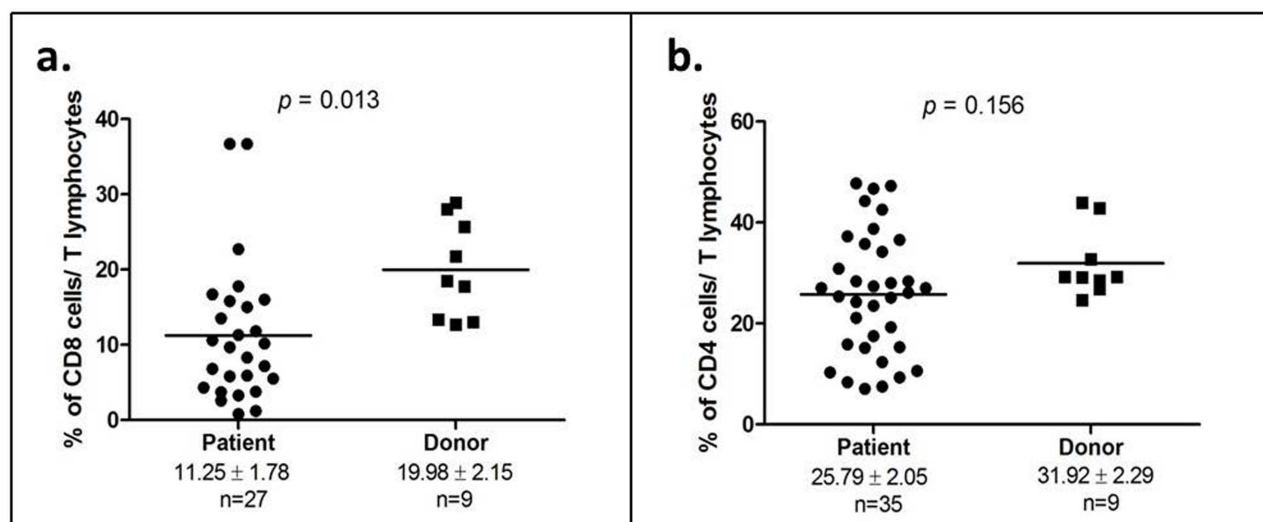 a.
p = 0.013
% of CD8 cells/ T lymphocytes
40
30
20
10
0
Patient Donor
11.25 ± 1.78 19.98 ± 2.15
n=27 n=9
b.
p = 0.156
% of CD4 cells/ T lymphocytes
60
40
20
0
Patient Donor
25.79 ± 2.05 31.92 ± 2.29
n=35 n=9